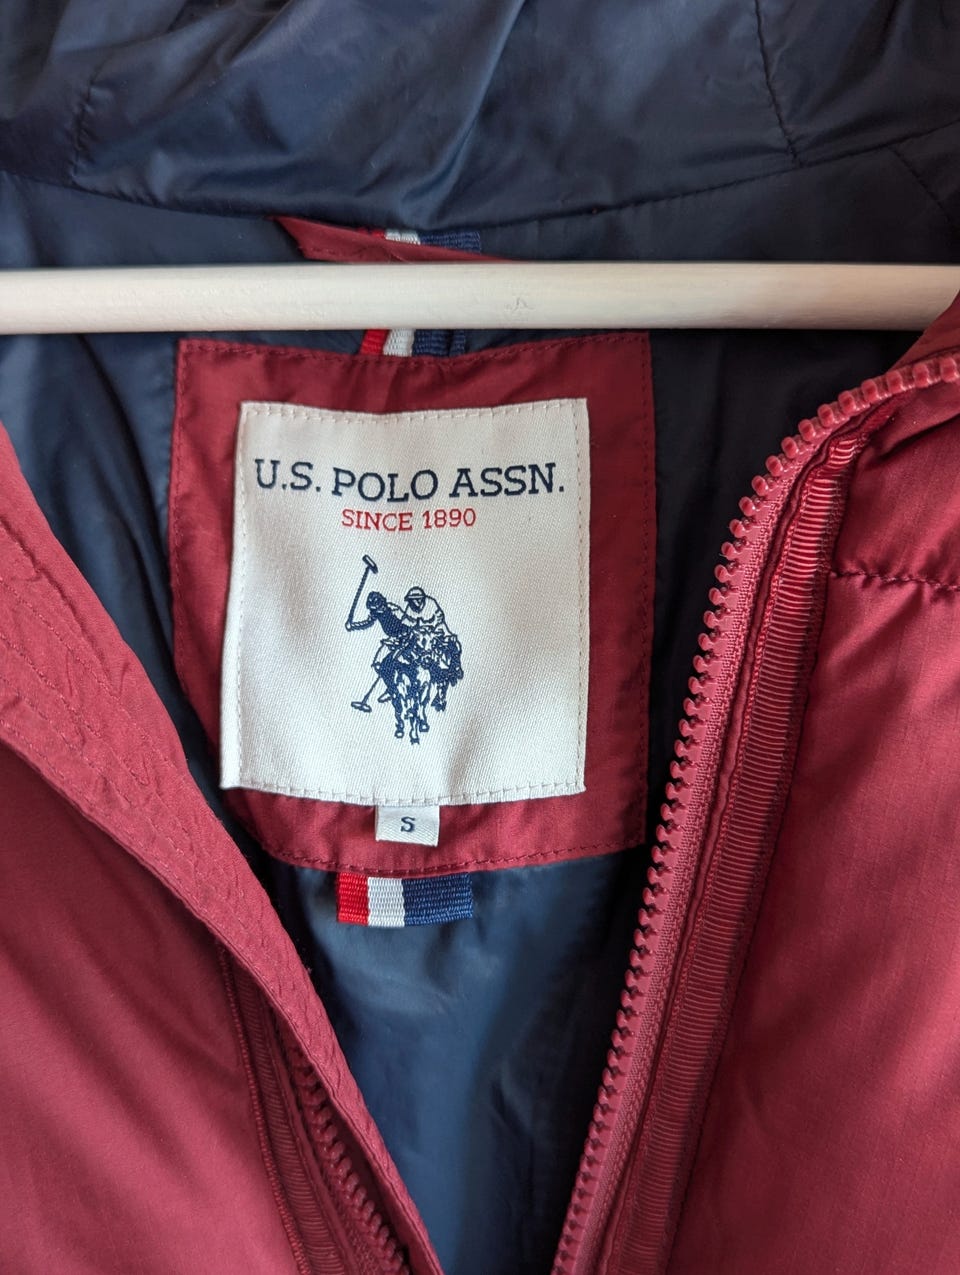 U.S. POLO ASSN.
SINCE 1890
S